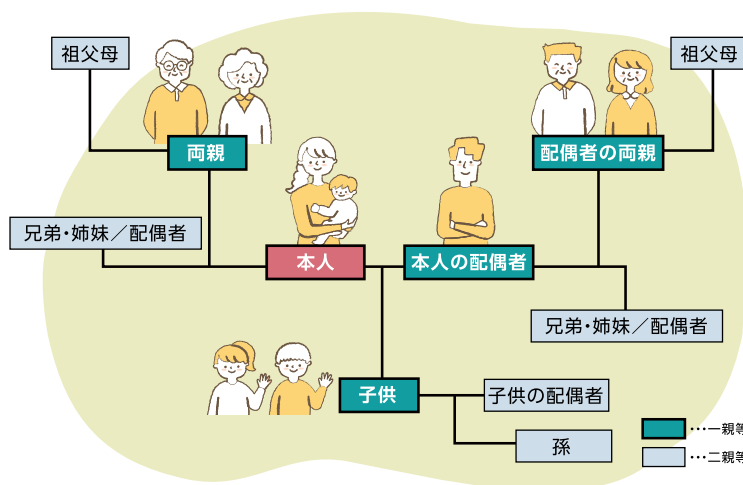 祖父母
祖父母
両親
配偶者の両親
兄弟・姉妹／配偶者
本人
本人の配偶者
兄弟・姉妹／配偶者
子供
子供の配偶者
孫
…一親等
…二親等